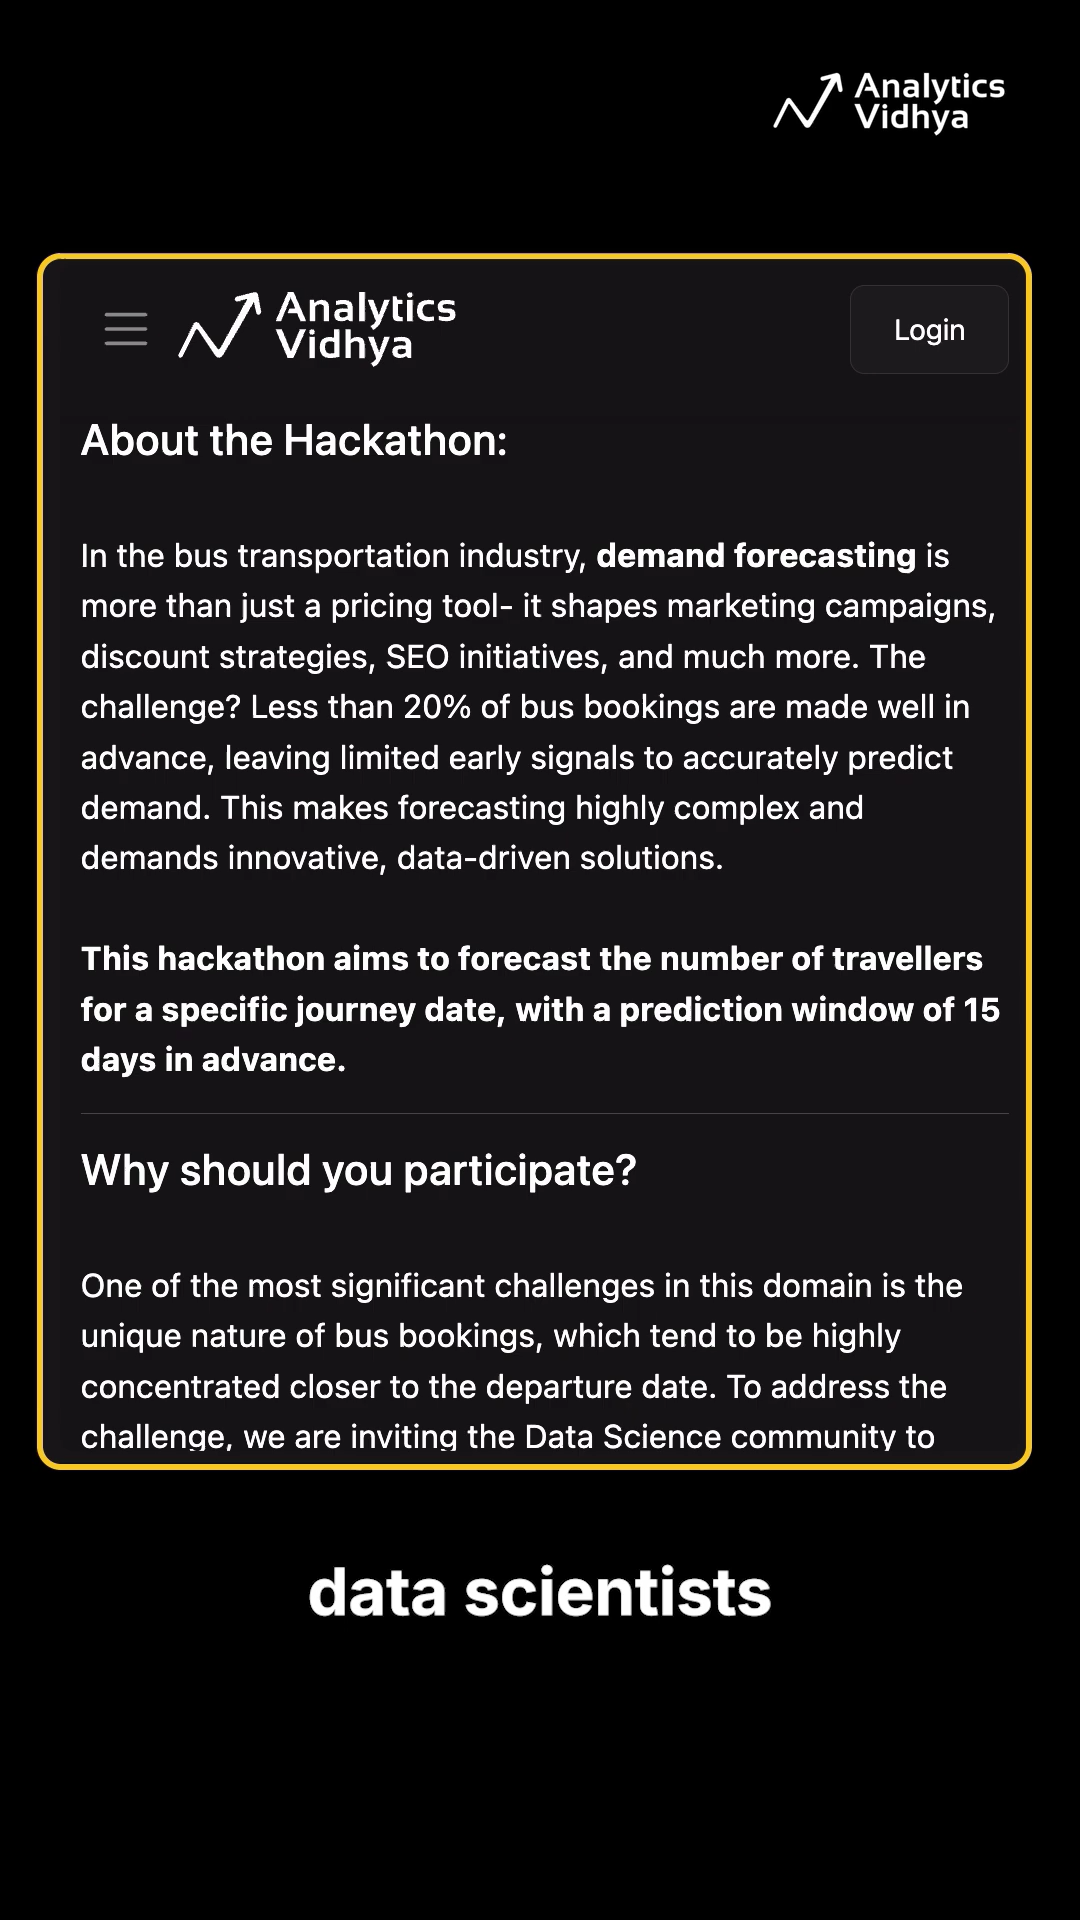 Analytics
Vidhya
Analytics
Vidhya
Login
About the Hackathon:
In the bus transportation industry, demand forecasting is
more than just a pricing tool- it shapes marketing campaigns,
discount strategies, SEO initiatives, and much more. The
challenge? Less than 20% of bus bookings are made well in
advance, leaving limited early signals to accurately predict
demand. This makes forecasting highly complex and
demands innovative, data-driven solutions.
This hackathon aims to forecast the number of travellers
for a specific journey date, with a prediction window of 15
days in advance.
Why should you participate?
One of the most significant challenges in this domain is the
unique nature of bus bookings, which tend to be highly
concentrated closer to the departure date. To address the
challenge, we are inviting the Data Science community to
data scientists